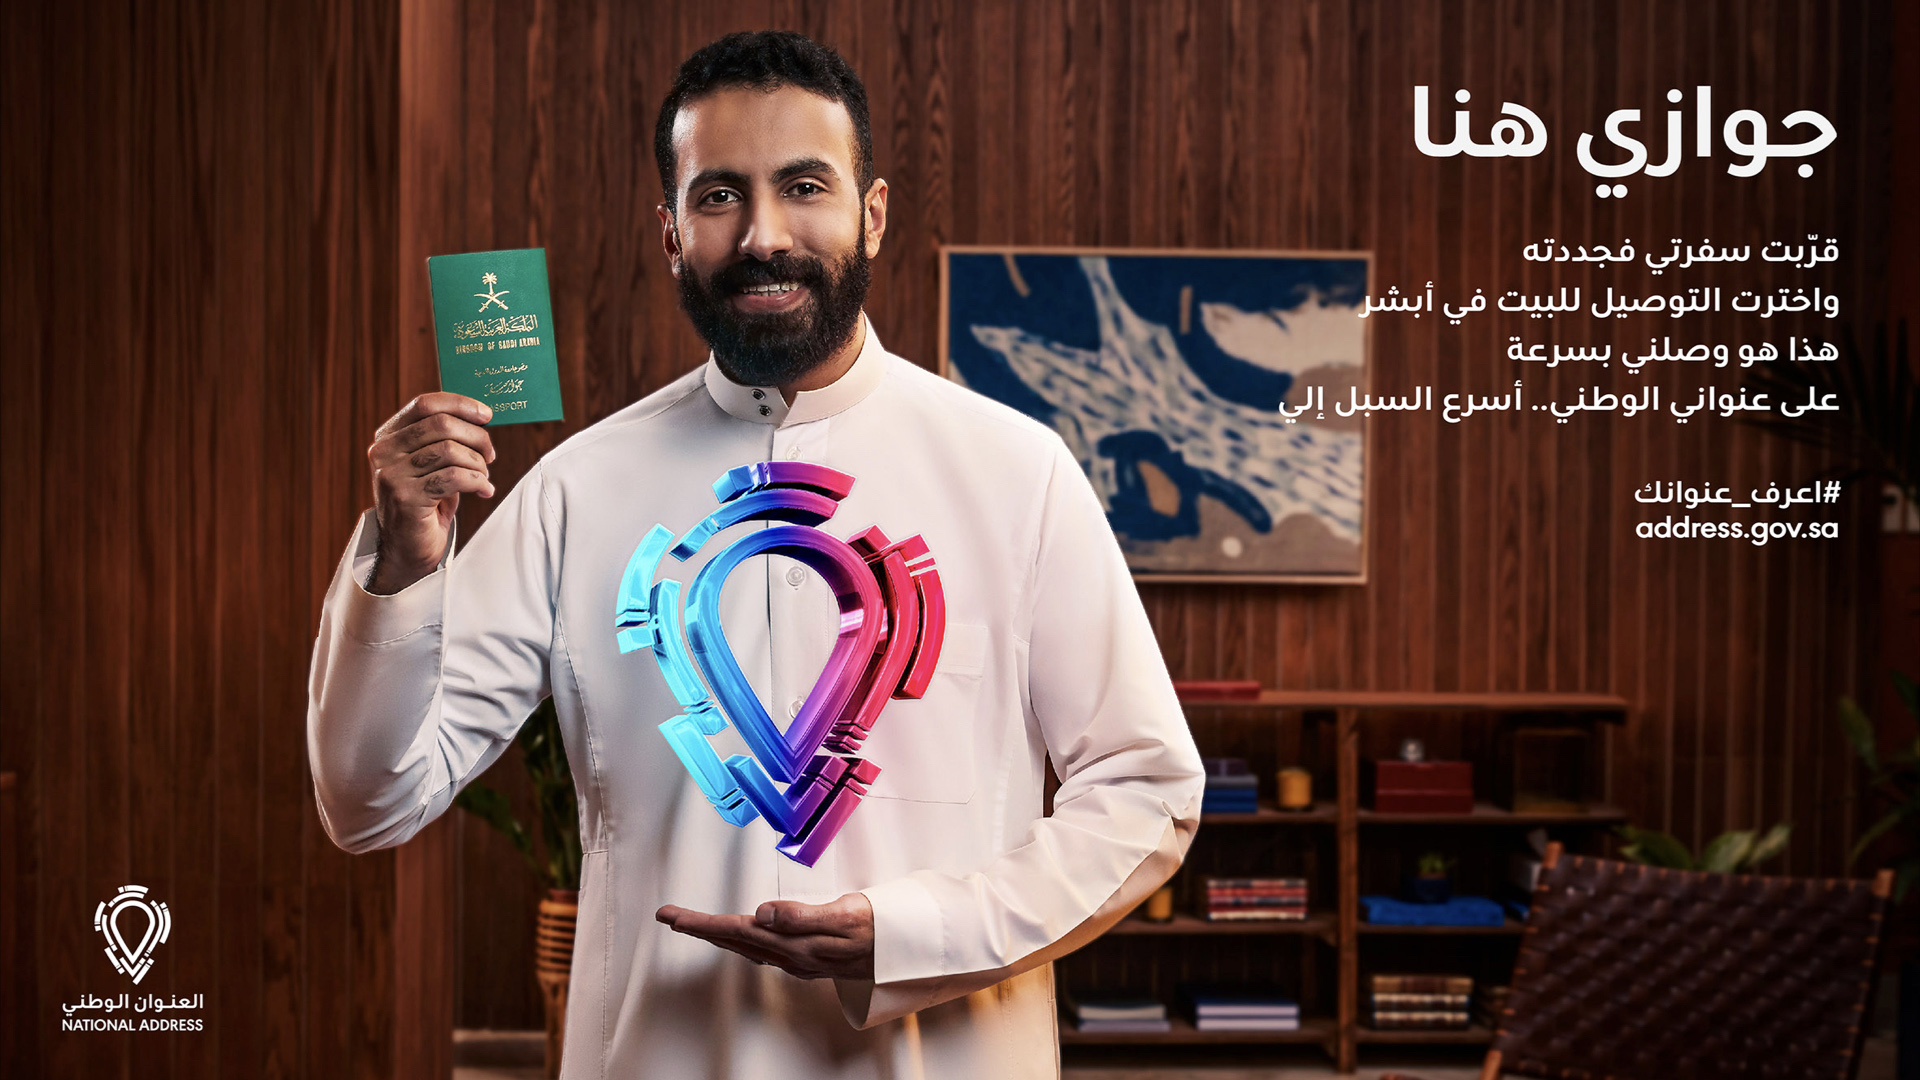 جوازي هنا
قرّبت سفرتي فجددته
واخترت التوصيل للبيت في أبشر
هذا هو وصلني بسرعة
على عنواني الوطني.. أسرع السبل إلي
#اعرف_عنوانك
address.gov.sa
المملكة العربية السعودية
KINGDOM OF SAUDI ARABIA
العنوان الوطني
NATIONAL ADDRESS